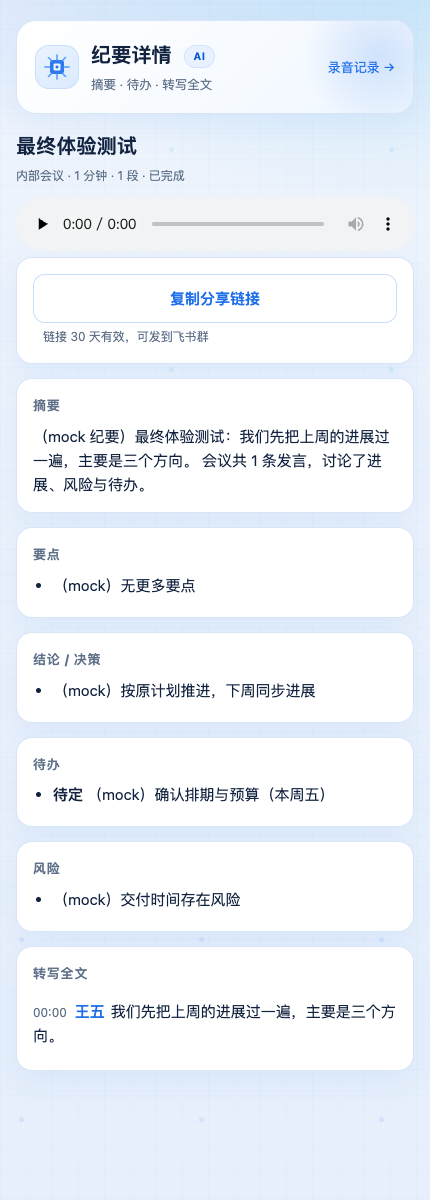 纪要详情 AI
摘要 · 待办 · 转写全文
录音记录 →
最终体验测试
内部会议 · 1 分钟 · 1 段 · 已完成
0:00 / 0:00
复制分享链接
链接 30 天有效，可发到飞书群
摘要
（mock 纪要）最终体验测试：我们先把上周的进展过
一遍，主要是三个方向。 会议共 1 条发言，讨论了进
展、风险与待办。
要点
• （mock）无更多要点
结论 / 决策
• （mock）按原计划推进，下周同步进展
待办
• 待定 （mock）确认排期与预算（本周五）
风险
• （mock）交付时间存在风险
转写全文
00:00 王五 我们先把上周的进展过一遍，主要是三个方
向。